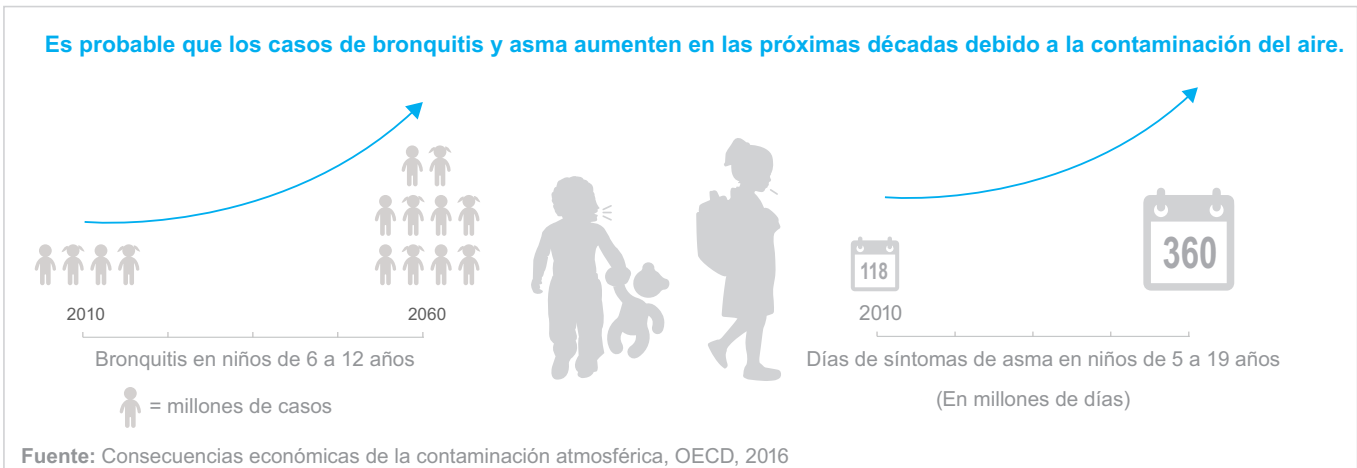 Es probable que los casos de bronquitis y asma aumenten en las próximas décadas debido a la contaminación del aire.
2010
2060
Bronquitis en niños de 6 a 12 años
= millones de casos
118
360
2010
Días de síntomas de asma en niños de 5 a 19 años
(En millones de días)
Fuente: Consecuencias económicas de la contaminación atmosférica, OECD, 2016